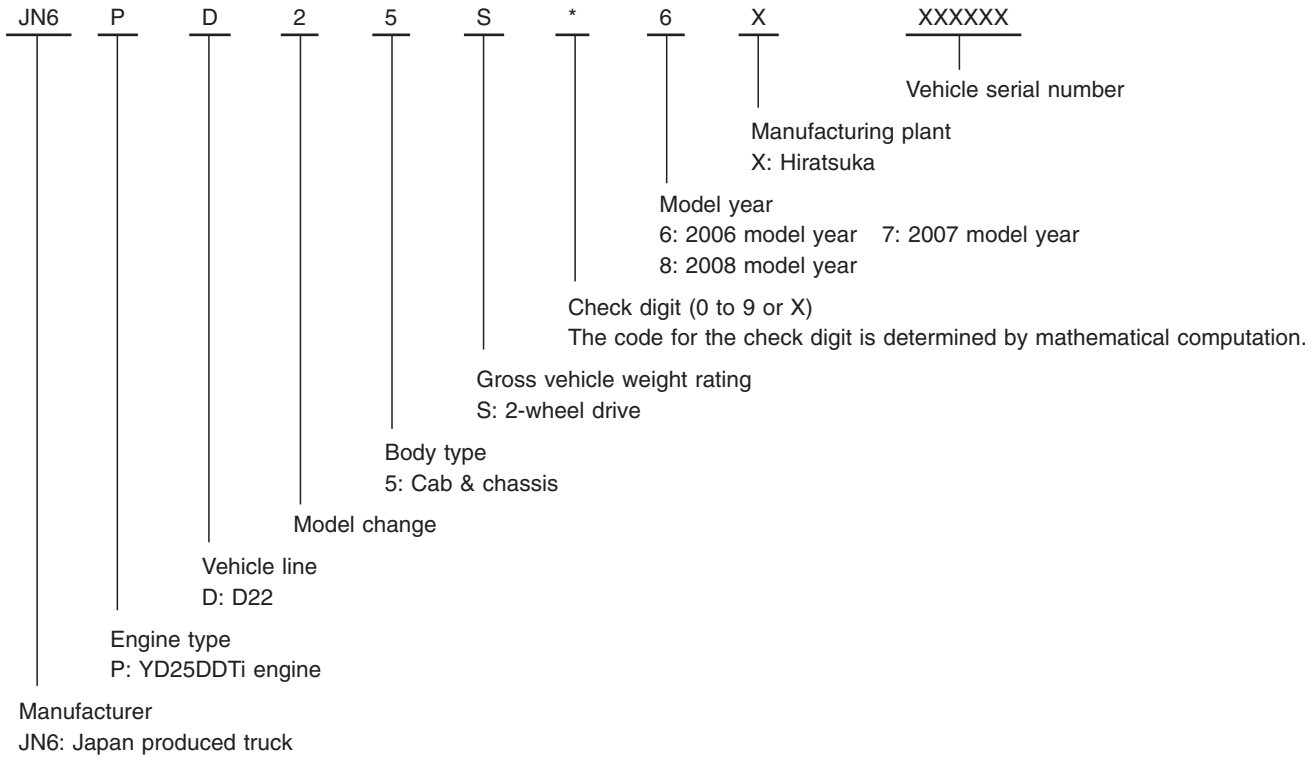 JN6 P D 2 5 S * 6 X XXXXXX
Vehicle serial number
Manufacturing plant
X: Hiratsuka
Model year
6: 2006 model year 7: 2007 model year
8: 2008 model year
Check digit (0 to 9 or X)
The code for the check digit is determined by mathematical computation.
Gross vehicle weight rating
S: 2-wheel drive
Body type
5: Cab & chassis
Model change
Vehicle line
D: D22
Engine type
P: YD25DDTi engine
Manufacturer
JN6: Japan produced truck